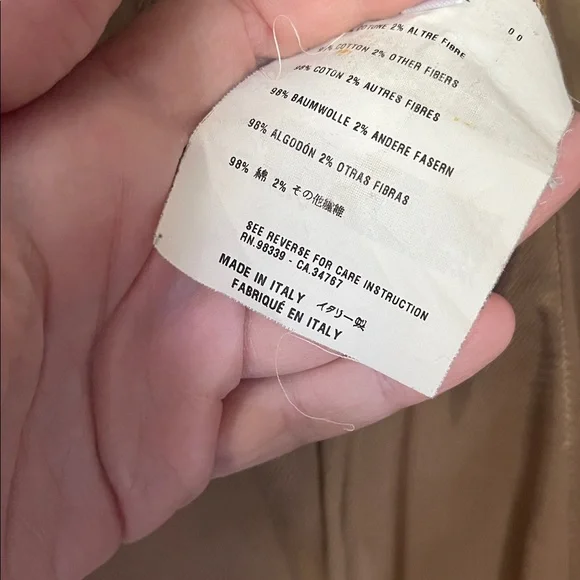 00
COTONE 2% ALTRE FIBRE
COTTON 2% OTHER FIBERS
98% COTON 2% AUTRES FIBRES
98% BAUMWOLLE 2% ANDERE FASERN
98% ALGODÓN 2% OTRAS FIBRAS
98% 綿 2% その他繊維
SEE REVERSE FOR CARE INSTRUCTION
RN.98339 - CA.34767
MADE IN ITALY イタリー製
FABRIQUÉ EN ITALY